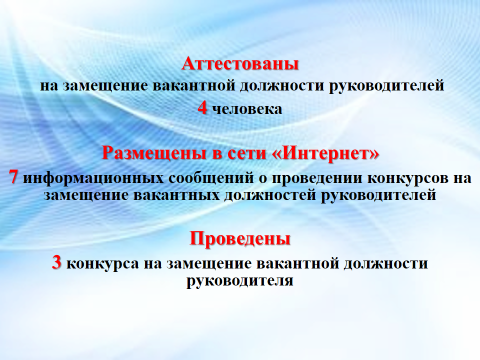 Аттестованы
на замещение вакантной должности руководителей
4 человека
Размещены в сети «Интернет»
7 информационных сообщений о проведении конкурсов на
замещение вакантных должностей руководителей
Проведены
3 конкурса на замещение вакантной должности
руководителя